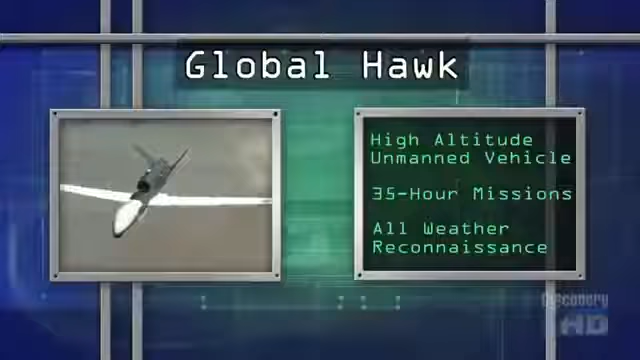 Global Hawk
High Altitude
Unmanned Vehicle
35-Hour Missions
All Weather
Reconnaissance
Discovery
HD